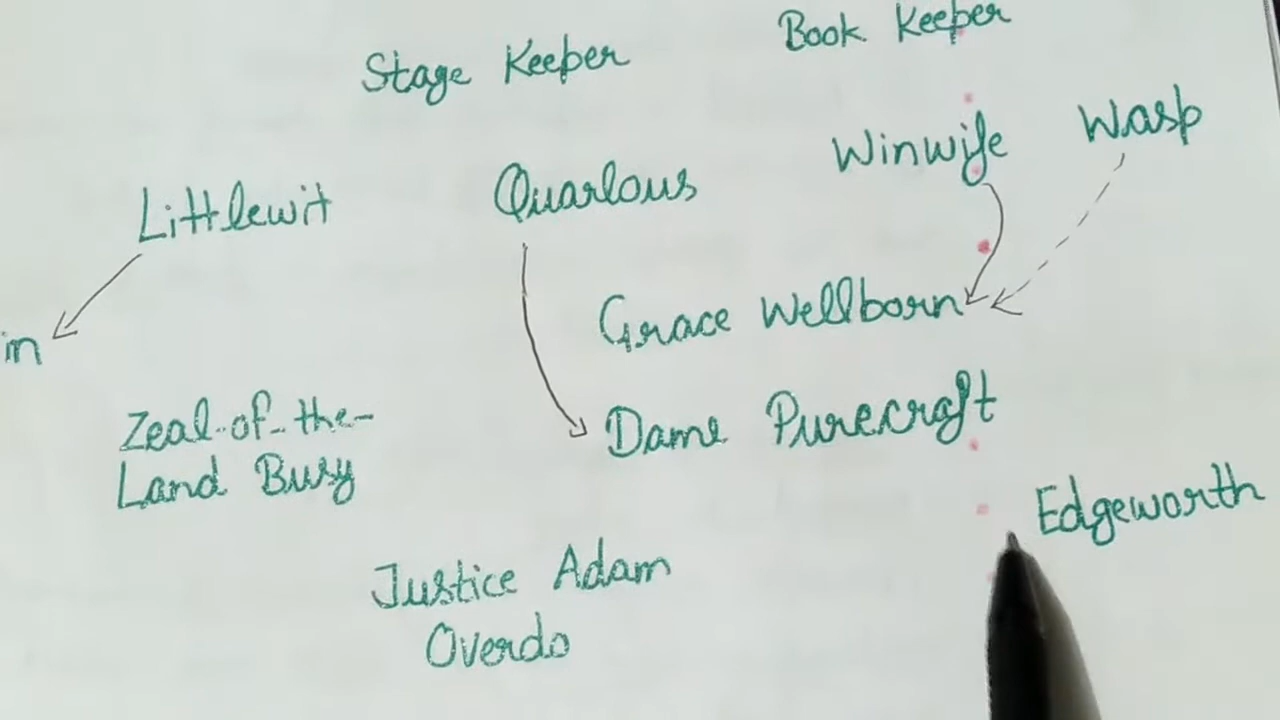 Book Keeper
Stage Keeper
Wasp
Winwife
Quarlous
Littlewit
Grace Wellborn
in
Dame Purecraft
Zeal-of-the-
Land Busy
Edgeworth
Justice Adam
Overdo